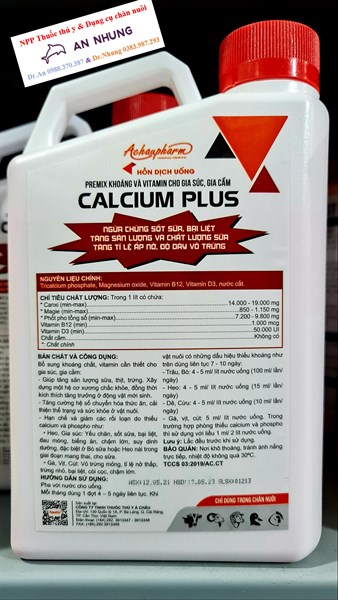 NPP Thuốc thú y & Dụng cụ chăn nuôi
AN NHUNG
Dr.An 0988.370.387 & Dr.Nhung 0383.987.293
Achaupharm
HỖN DỊCH UỐNG
PREMIX KHOÁNG VÀ VITAMIN CHO GIA SÚC, GIA CẦM
CALCIUM PLUS
NGỪA CHỨNG SỐT SỮA, BẠI LIỆT
TĂNG SẢN LƯỢNG VÀ CHẤT LƯỢNG SỮA
TĂNG TỈ LỆ ẤP NỞ, ĐỘ DÀY VỎ TRỨNG
NGUYÊN LIỆU CHÍNH:
Tricalcium phosphate, Magnesium oxide, Vitamin B12, Vitamin D3, nước cất.
CHỈ TIÊU CHẤT LƯỢNG: Trong 1 lít có chứa:
* Canxi (min-max) 14.000 - 19.000 mg
* Magie (min-max) 850 - 1.150 mg
* Phốt pho tổng số (min-max) 7.200 - 9.800 mg
Vitamin B12 (min) 1.000 mcg
Vitamin D3 (min) 50.000 UI
Chất cấm Không có
*: Chất chính
BẢN CHẤT VÀ CÔNG DỤNG:
Bổ sung khoáng chất, vitamin cần thiết cho
gia súc, gia cầm:
- Giúp tăng sản lượng sữa, thịt, trứng. Xây
dựng một bộ cơ xương chắc khỏe, đồng thời
kích thích tăng trưởng ở động vật mới sinh.
- Tăng cường hệ số chuyển hóa thức ăn, cải
thiện thể trạng và sức khỏe ở vật nuôi.
- Hạn chế và giảm các rối loạn do thiếu
calcium và phospho như:
+ Heo, Gia súc: Yếu chân, sốt sữa, bại liệt,
đau móng, biếng ăn, chậm lớn, suy dinh
dưỡng, đặc biệt ở Bò sữa hoặc Heo nái trong
giai đoạn mang thai, cho sữa.
+ Gà, Vịt, Cút: Vỏ trứng mỏng, tỉ lệ nở thấp,
trứng nhỏ, bại liệt, còi cọc, chậm lớn.
HƯỚNG DẪN SỬ DỤNG:
Pha với nước cho uống.
Mỗi tháng dùng 1 đợt 4 - 5 ngày liên tục. Khi
vật nuôi có những dấu hiệu thiếu khoáng như
trên dùng liên tục 7 - 10 ngày.
- Trâu, Bò: 4 - 5 ml/ lít nước uống (100 ml/ lần/
ngày)
- Heo: 4 - 5 ml/ lít nước uống (15 ml/ lần/
ngày)
- Dê, Cừu: 4 - 5 ml/ lít nước uống (10 ml/ lần/
ngày)
- Gà, vịt, cút: 5 ml/ lít nước uống. Trong
trường hợp phòng thiếu calcium và phospho
thì sử dụng với liều 1 ml/ 2 lít nước uống.
Lưu ý: Lắc đều trước khi sử dụng.
BẢO QUẢN: Nơi khô thoáng, tránh ánh nắng
trực tiếp, nhiệt độ không quá 30ºC.
TCCS 03:2019/AC.CT
Sản xuất tại:
CÔNG TY TNHH THUỐC THÚ Y Á CHÂU
CHỈ DÙNG TRONG CHĂN NUÔI